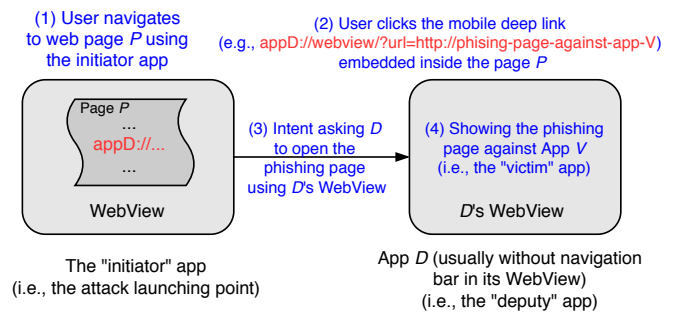 (1) User navigates
to web page P using
the initiator app
(2) User clicks the mobile deep link
(e.g., appD://webview/?url=http://phising-page-against-app-V)
embedded inside the page P
Page P
...
appD://...
...
WebView
(3) Intent asking D
to open the
phishing page
using D's WebView
(4) Showing the phishing
page against App V
(i.e., the "victim" app)
D's WebView
The "initiator" app
(i.e., the attack launching point)
App D (usually without navigation
bar in its WebView)
(i.e., the "deputy" app)